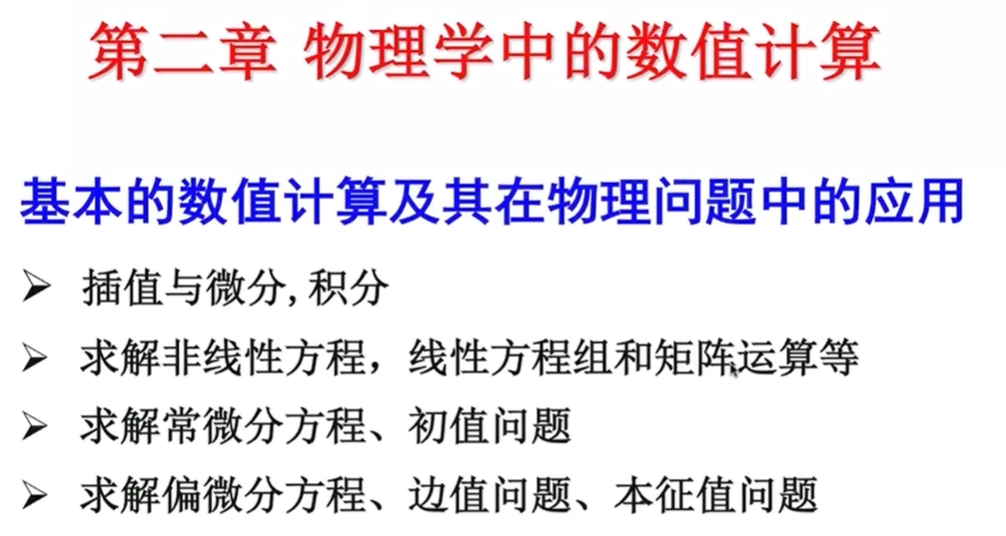 第二章 物理学中的数值计算
基本的数值计算及其在物理问题中的应用
➢ 插值与微分, 积分
➢ 求解非线性方程，线性方程组和矩阵运算等
➢ 求解常微分方程、初值问题
➢ 求解偏微分方程、边值问题、本征值问题